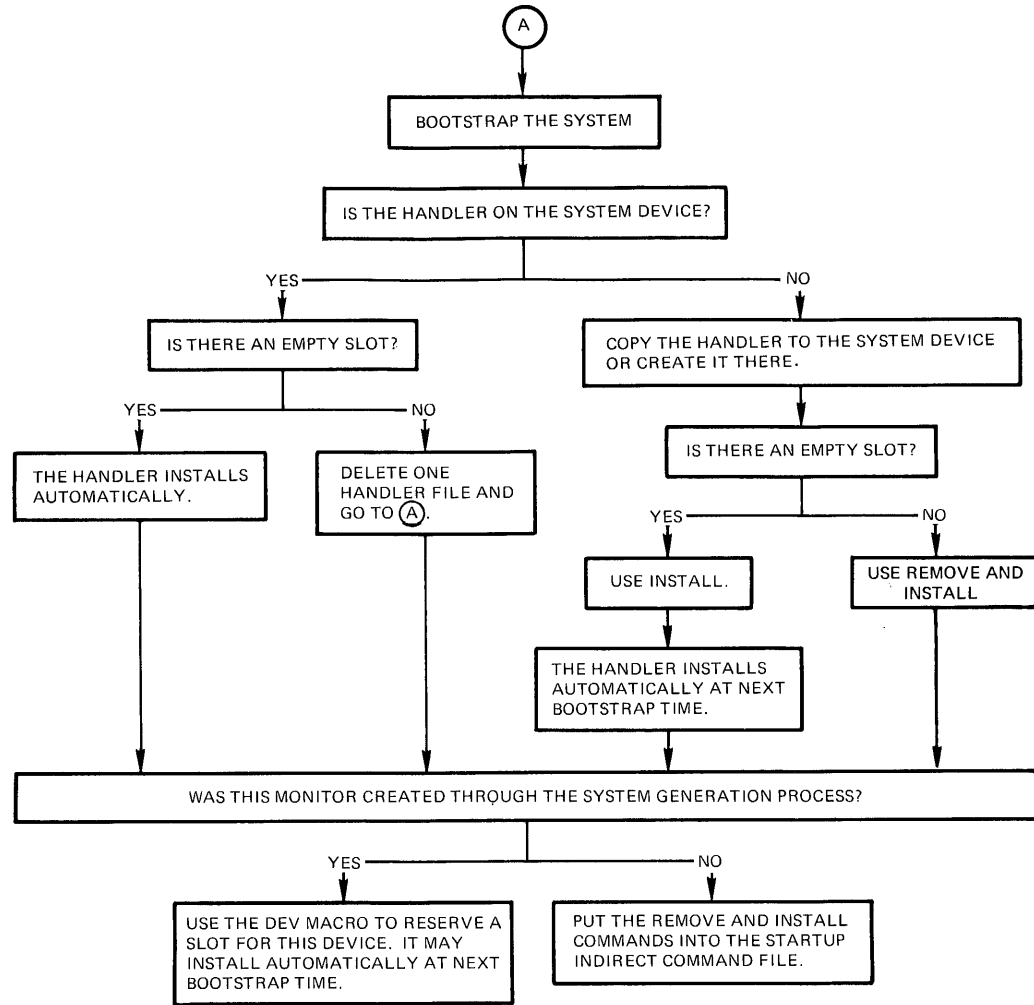 A
BOOTSTRAP THE SYSTEM
IS THE HANDLER ON THE SYSTEM DEVICE?
YES
NO
IS THERE AN EMPTY SLOT?
COPY THE HANDLER TO THE SYSTEM DEVICE
OR CREATE IT THERE.
YES
NO
IS THERE AN EMPTY SLOT?
THE HANDLER INSTALLS
AUTOMATICALLY.
DELETE ONE
HANDLER FILE AND
GO TO A.
YES
NO
USE INSTALL.
USE REMOVE AND
INSTALL
THE HANDLER INSTALLS
AUTOMATICALLY AT NEXT
BOOTSTRAP TIME.
WAS THIS MONITOR CREATED THROUGH THE SYSTEM GENERATION PROCESS?
YES
NO
USE THE DEV MACRO TO RESERVE A
SLOT FOR THIS DEVICE. IT MAY
INSTALL AUTOMATICALLY AT NEXT
BOOTSTRAP TIME.
PUT THE REMOVE AND INSTALL
COMMANDS INTO THE STARTUP
INDIRECT COMMAND FILE.